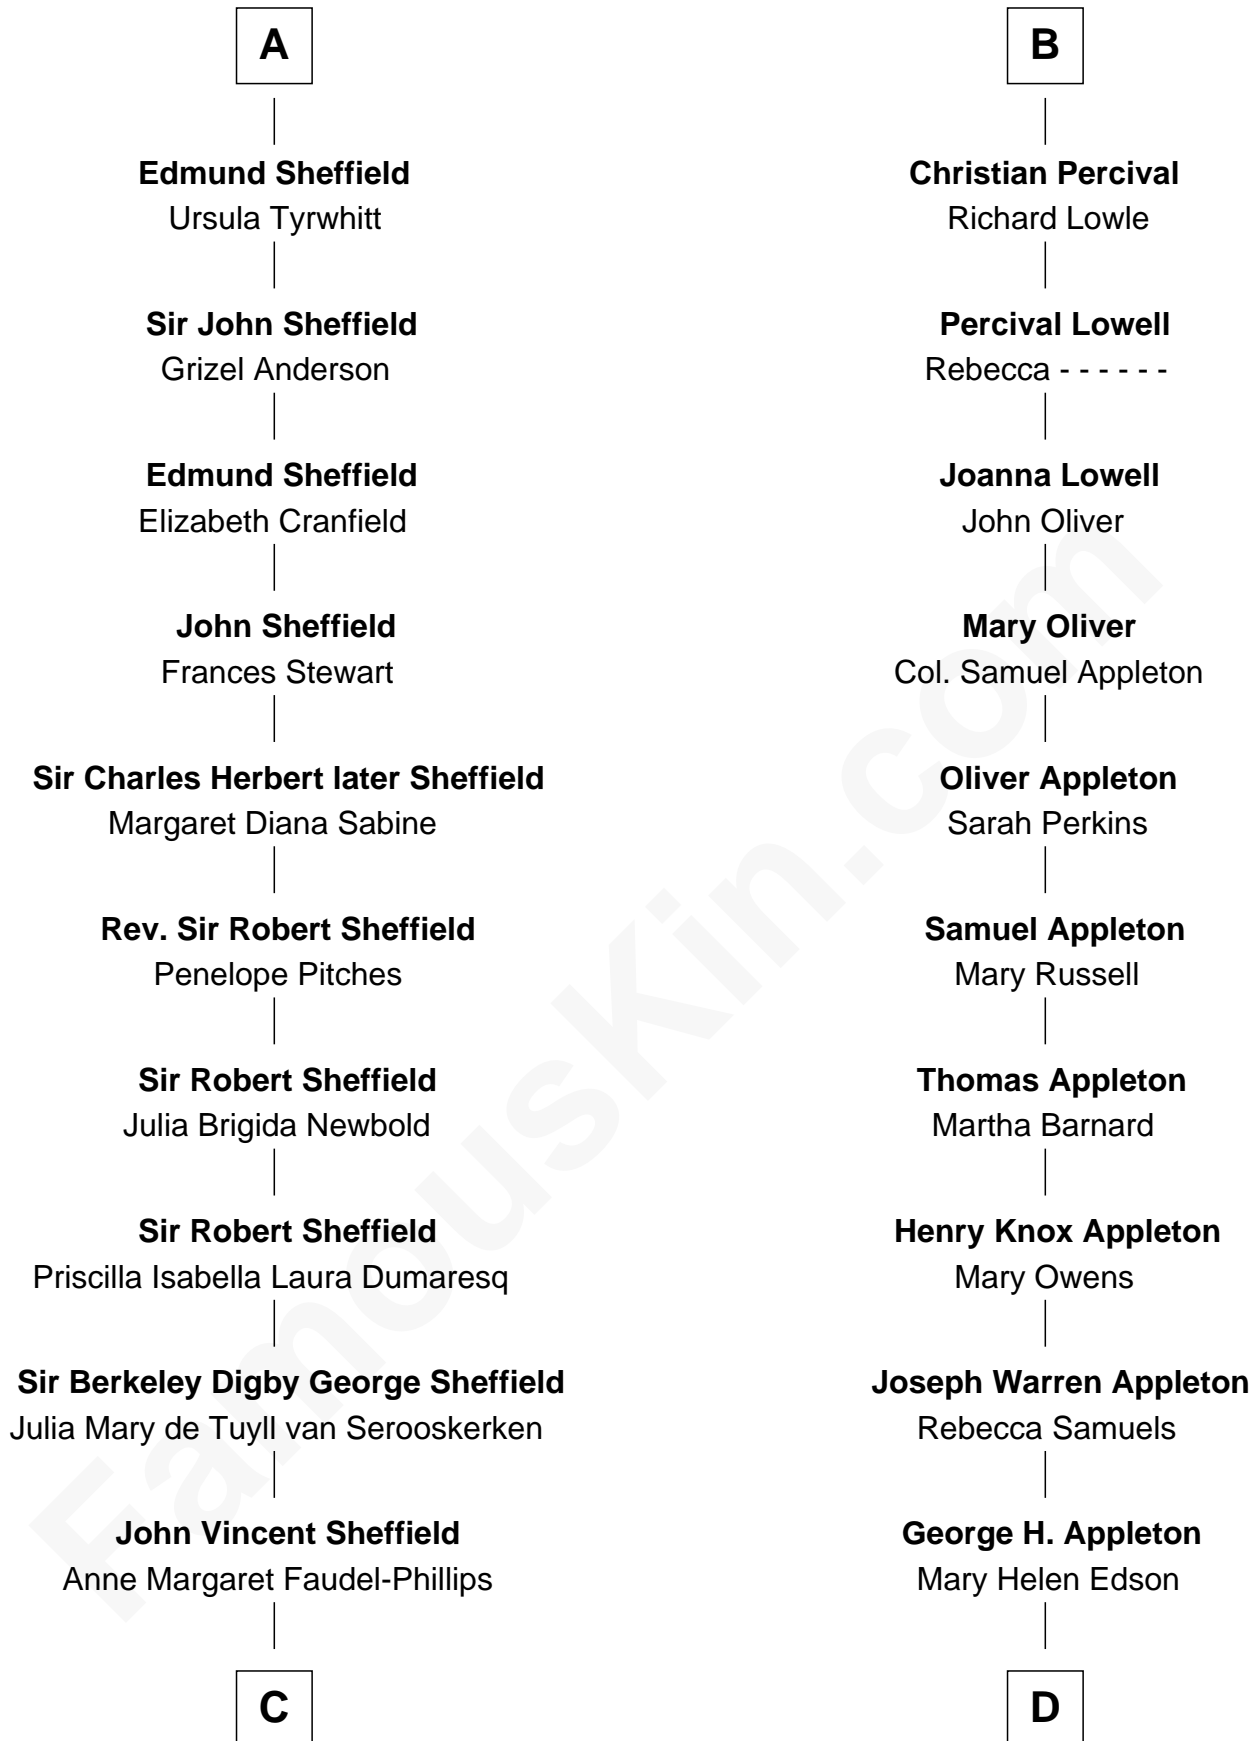 A
Edmund Sheffield
Ursula Tyrwhitt
Sir John Sheffield
Grizel Anderson
Edmund Sheffield
Elizabeth Cranfield
John Sheffield
Frances Stewart
Sir Charles Herbert later Sheffield
Margaret Diana Sabine
Rev. Sir Robert Sheffield
Penelope Pitches
Sir Robert Sheffield
Julia Brigida Newbold
Sir Robert Sheffield
Priscilla Isabella Laura Dumaresq
Sir Berkeley Digby George Sheffield
Julia Mary de Tuyll van Serooskerken
John Vincent Sheffield
Anne Margaret Faudel-Phillips
C
B
Christian Percival
Richard Lowle
Percival Lowell
Rebecca - - - - - -
Joanna Lowell
John Oliver
Mary Oliver
Col. Samuel Appleton
Oliver Appleton
Sarah Perkins
Samuel Appleton
Mary Russell
Thomas Appleton
Martha Barnard
Henry Knox Appleton
Mary Owens
Joseph Warren Appleton
Rebecca Samuels
George H. Appleton
Mary Helen Edson
D
FamousKin.com